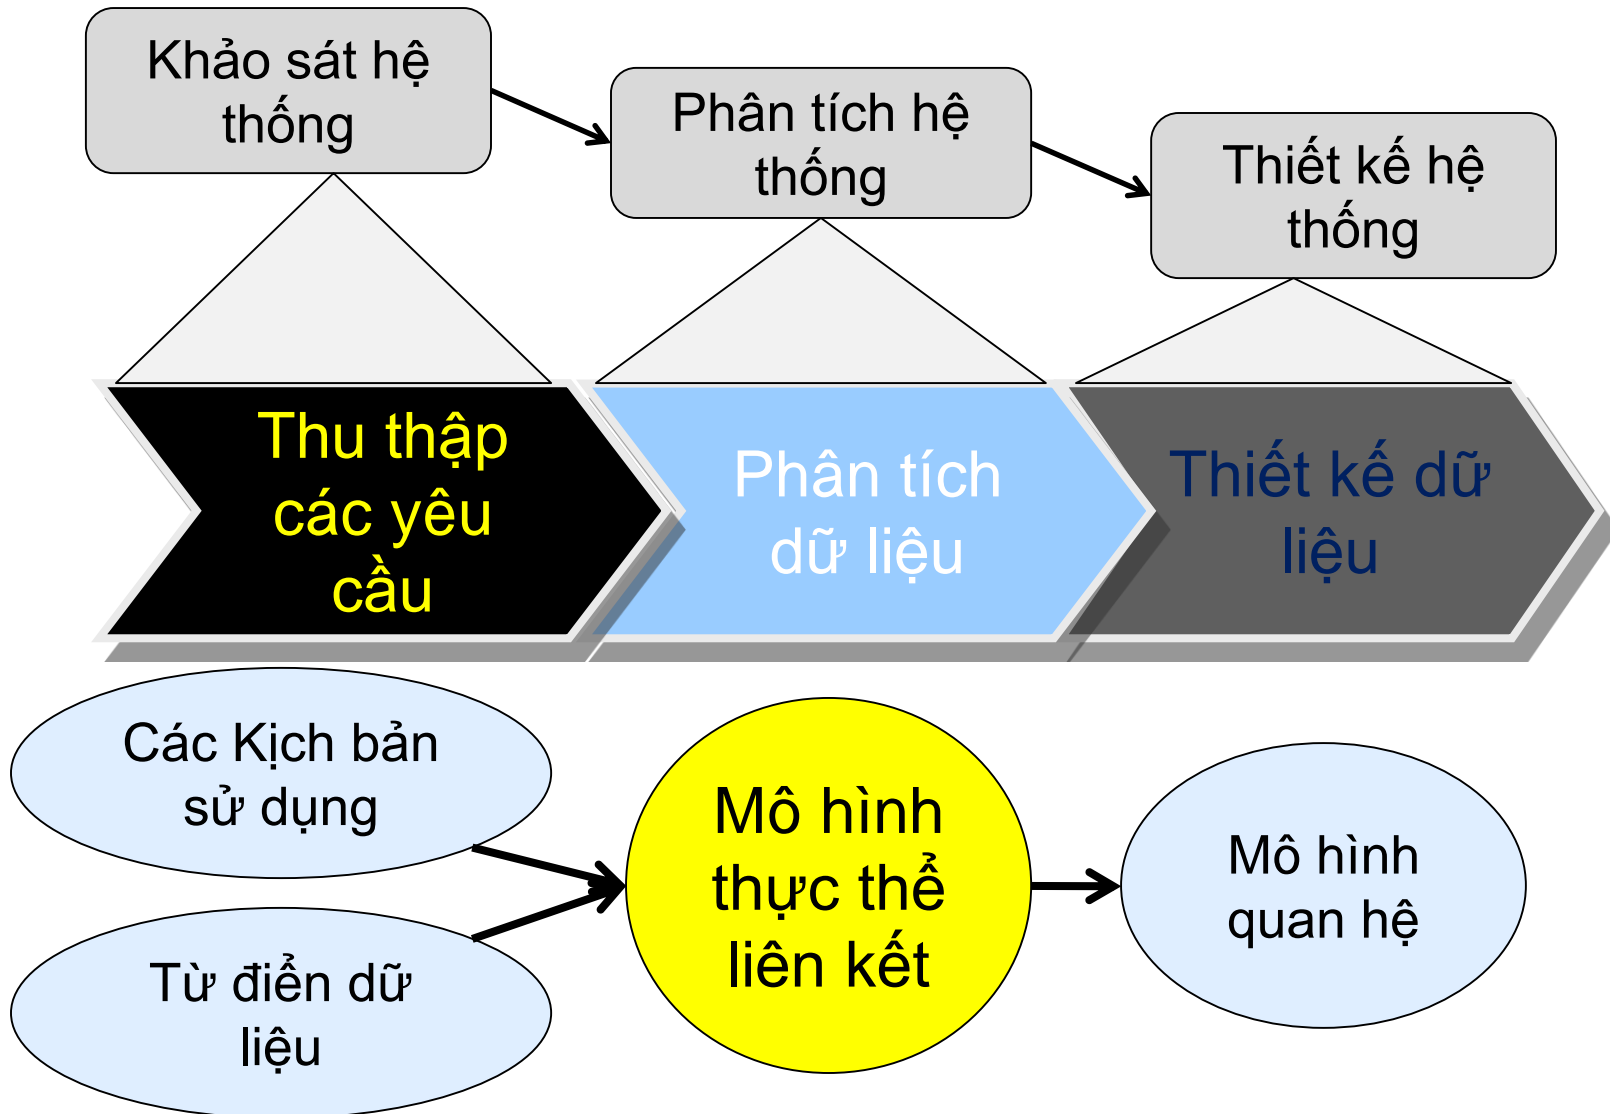 Khảo sát hệ
thống
Phân tích hệ
thống
Thiết kế hệ
thống
Thu thập
các yêu
cầu
Phân tích
dữ liệu
Thiết kế dữ
liệu
Các Kịch bản
sử dụng
Từ điển dữ
liệu
Mô hình
thực thể
liên kết
Mô hình
quan hệ